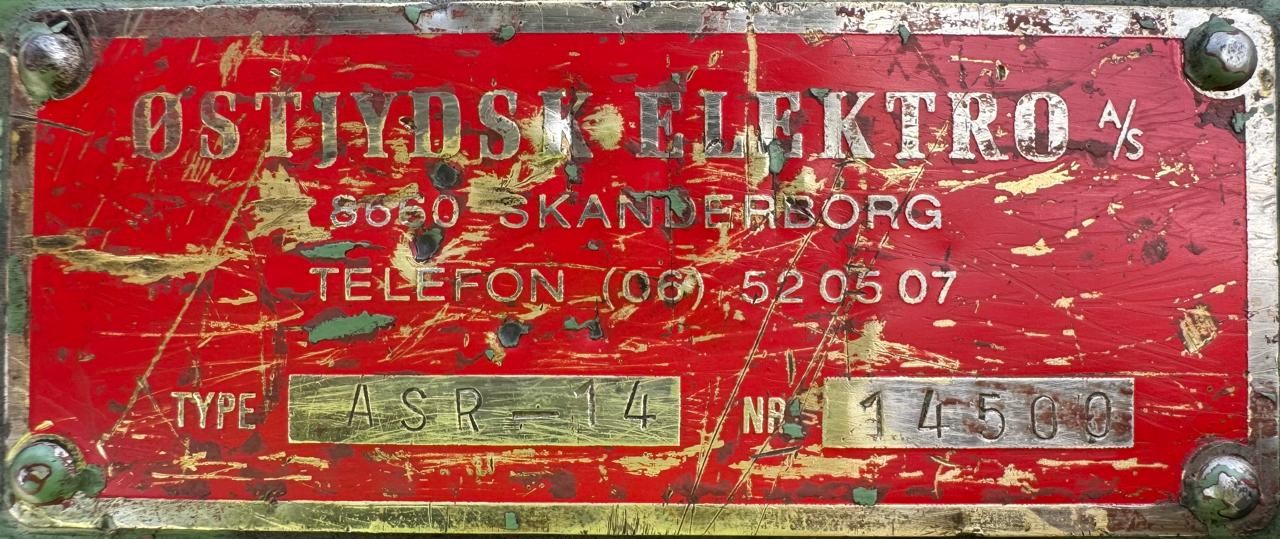 ØSTJYDSK ELEKTRO A/S
8660 SKANDERBORG
TELEFON (06) 52 05 07
TYPE ASR-14 NR. 14500